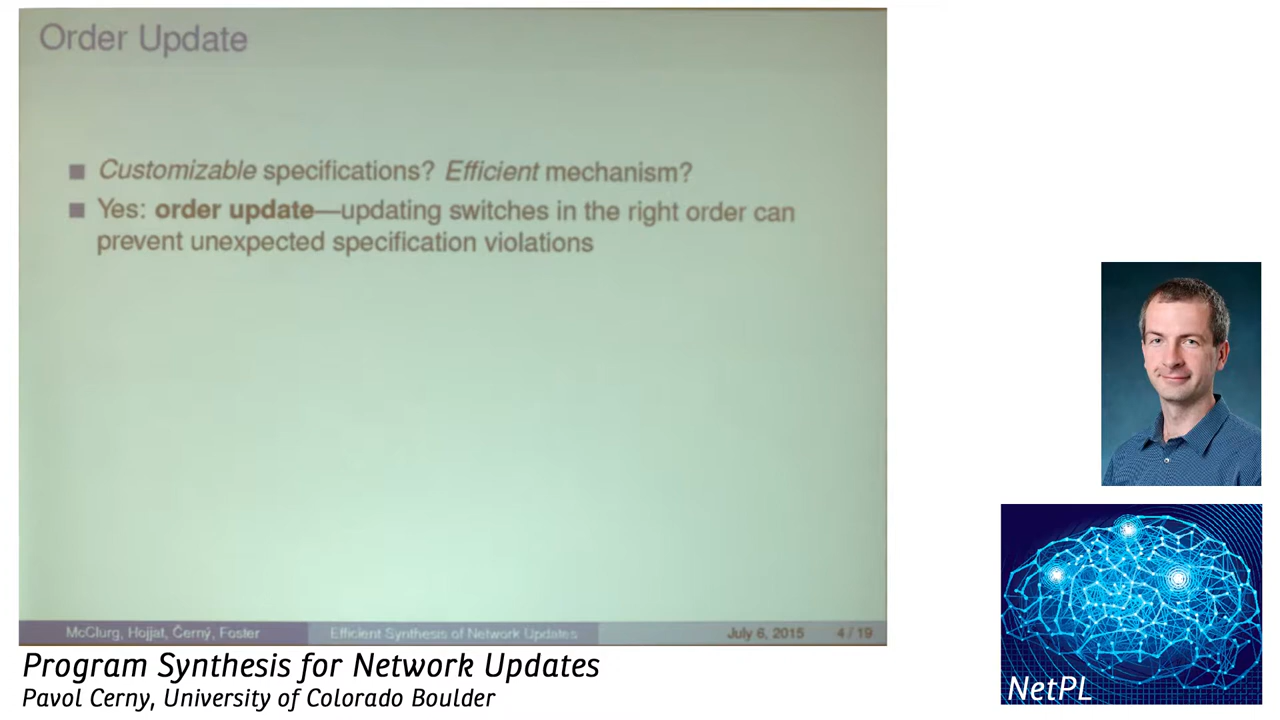 Order Update
Customizable specifications? Efficient mechanism?
Yes: order update—updating switches in the right order can
prevent unexpected specification violations
McClurg, Hojjat, Černý, Foster
Efficient Synthesis of Network Updates
July 6, 2015
4 / 19
Program Synthesis for Network Updates
Pavol Cerny, University of Colorado Boulder
NetPL